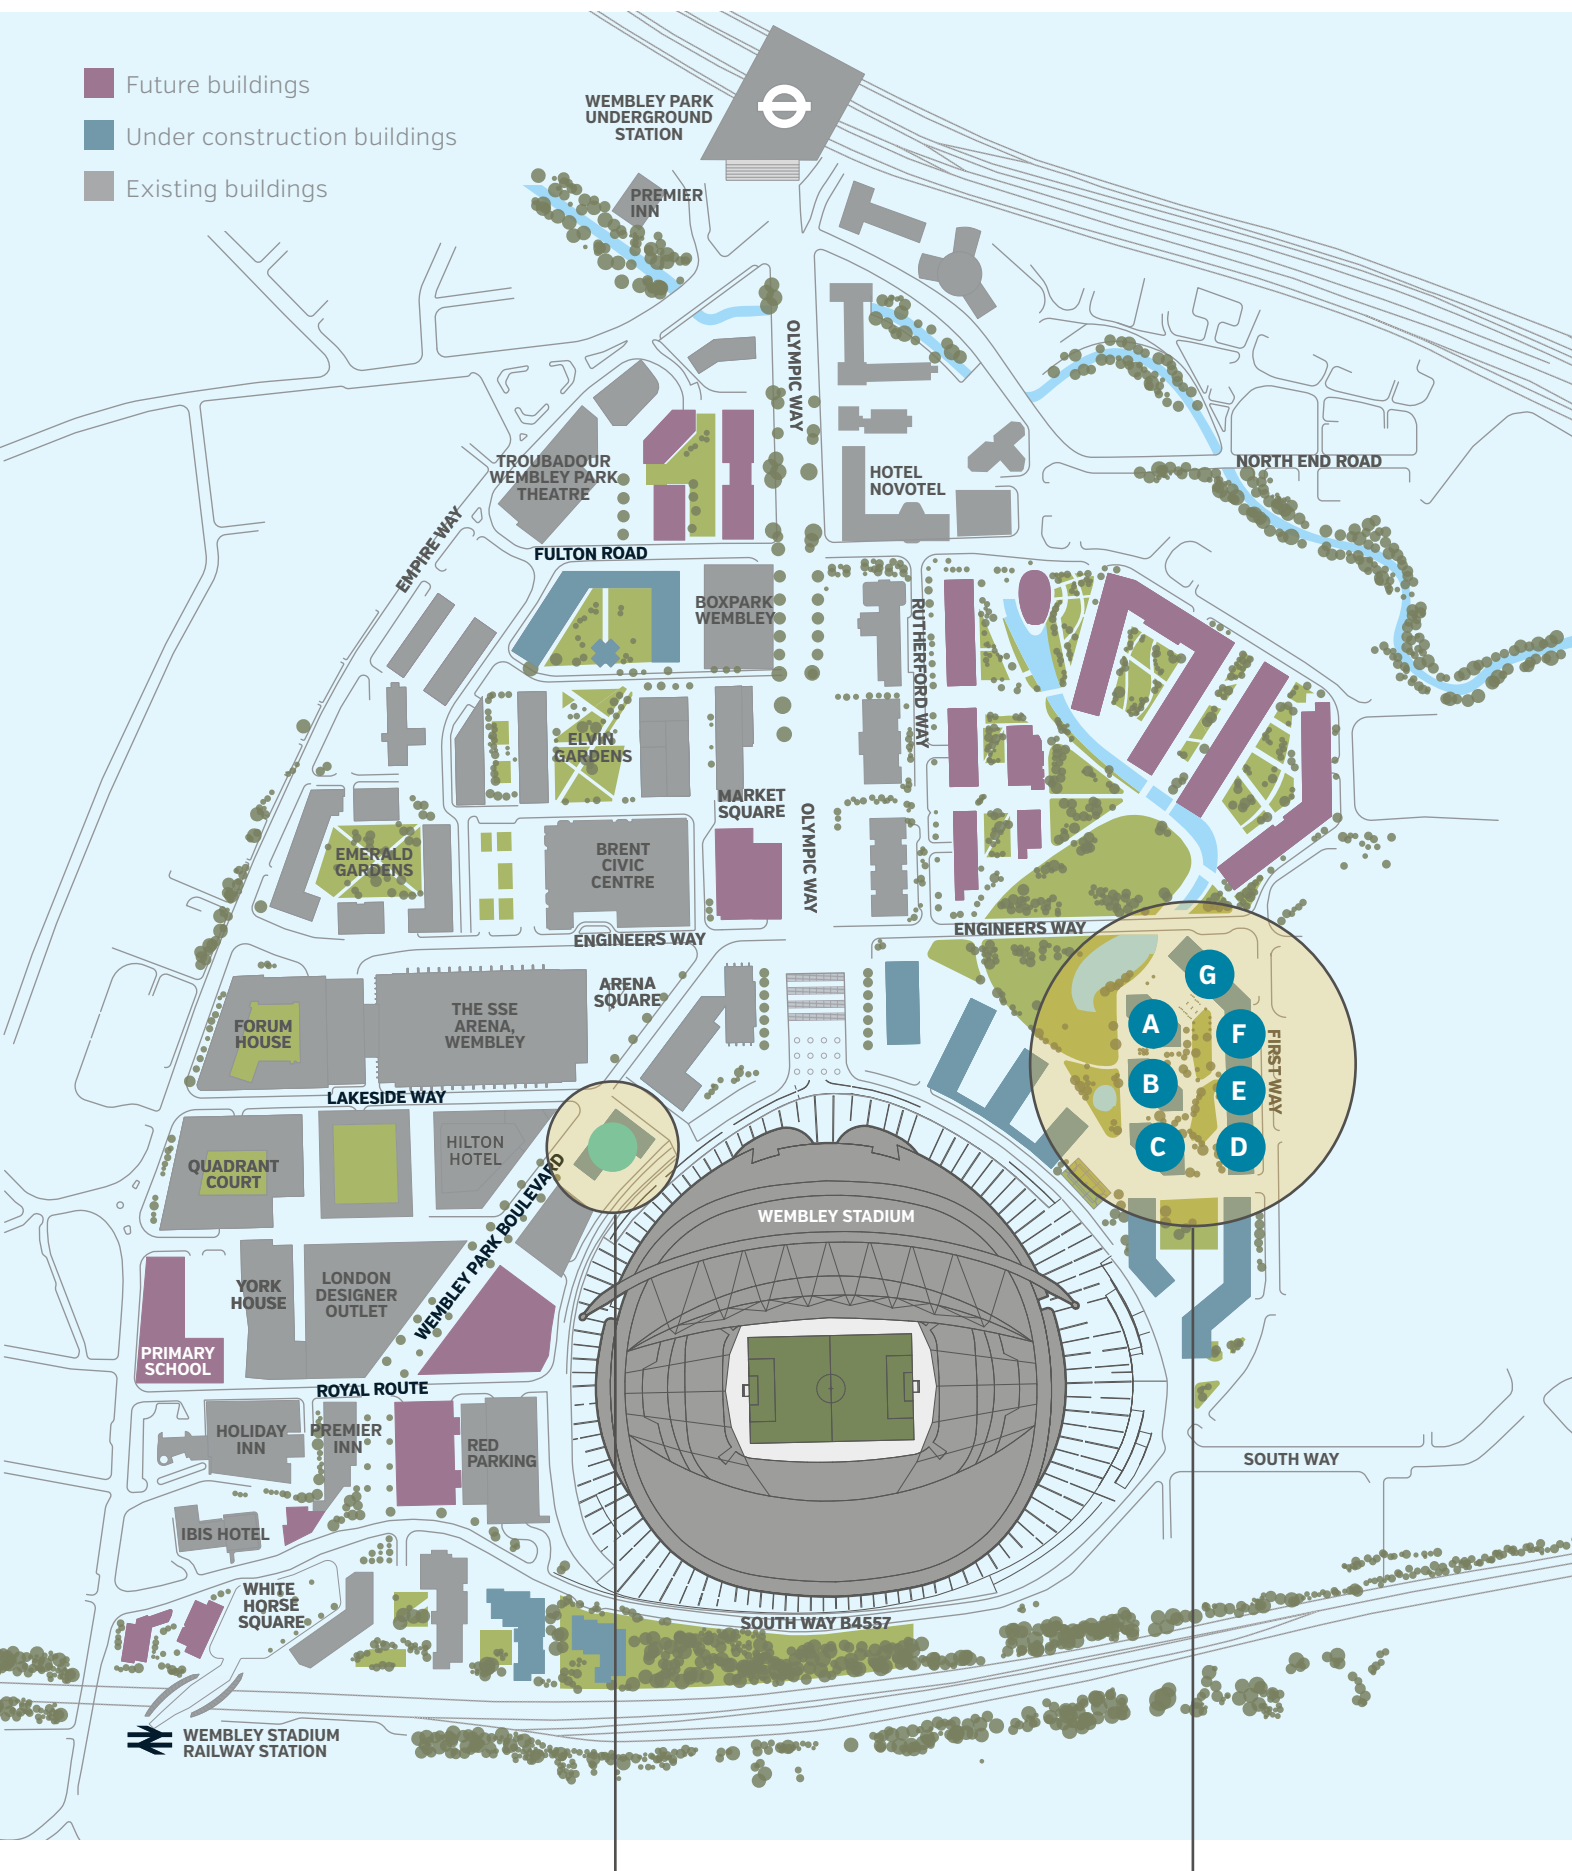 Future buildings
Under construction buildings
Existing buildings
WEMBLEY PARK
UNDERGROUND
STATION
PREMIER
INN
OLYMPIC WAY
TROUBADOUR
WEMBLEY PARK
THEATRE
HOTEL
NOVOTEL
NORTH END ROAD
EMPIRE WAY
FULTON ROAD
BOXPARK
WEMBLEY
RUTHERFORD WAY
ELVIN
GARDENS
MARKET
SQUARE
OLYMPIC WAY
EMERALD
GARDENS
BRENT
CIVIC
CENTRE
ENGINEERS WAY
ENGINEERS WAY
G
A
F
B
E
C
D
FIRST WAY
ARENA
SQUARE
THE SSE
ARENA,
WEMBLEY
FORUM
HOUSE
LAKESIDE WAY
HILTON
HOTEL
QUADRANT
COURT
WEMBLEY PARK BOULEVARD
WEMBLEY STADIUM
YORK
HOUSE
LONDON
DESIGNER
OUTLET
PRIMARY
SCHOOL
ROYAL ROUTE
HOLIDAY
INN
PREMIER
INN
RED
PARKING
SOUTH WAY
IBIS HOTEL
WHITE
HORSE
SQUARE
SOUTH WAY B4557
WEMBLEY STADIUM
RAILWAY STATION